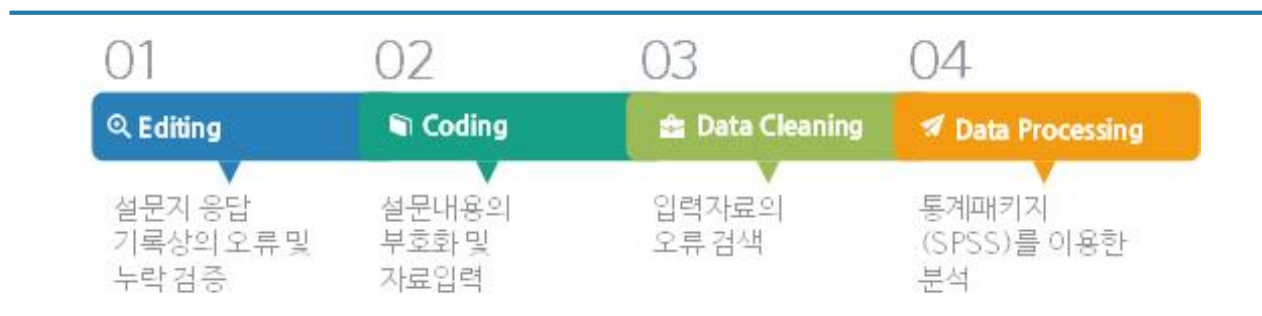 01
Editing
설문지 응답
기록상의 오류 및
누락 검증
02
Coding
설문내용의
부호화 및
자료입력
03
Data Cleaning
입력자료의
오류 검색
04
Data Processing
통계패키지
(SPSS)를 이용한
분석